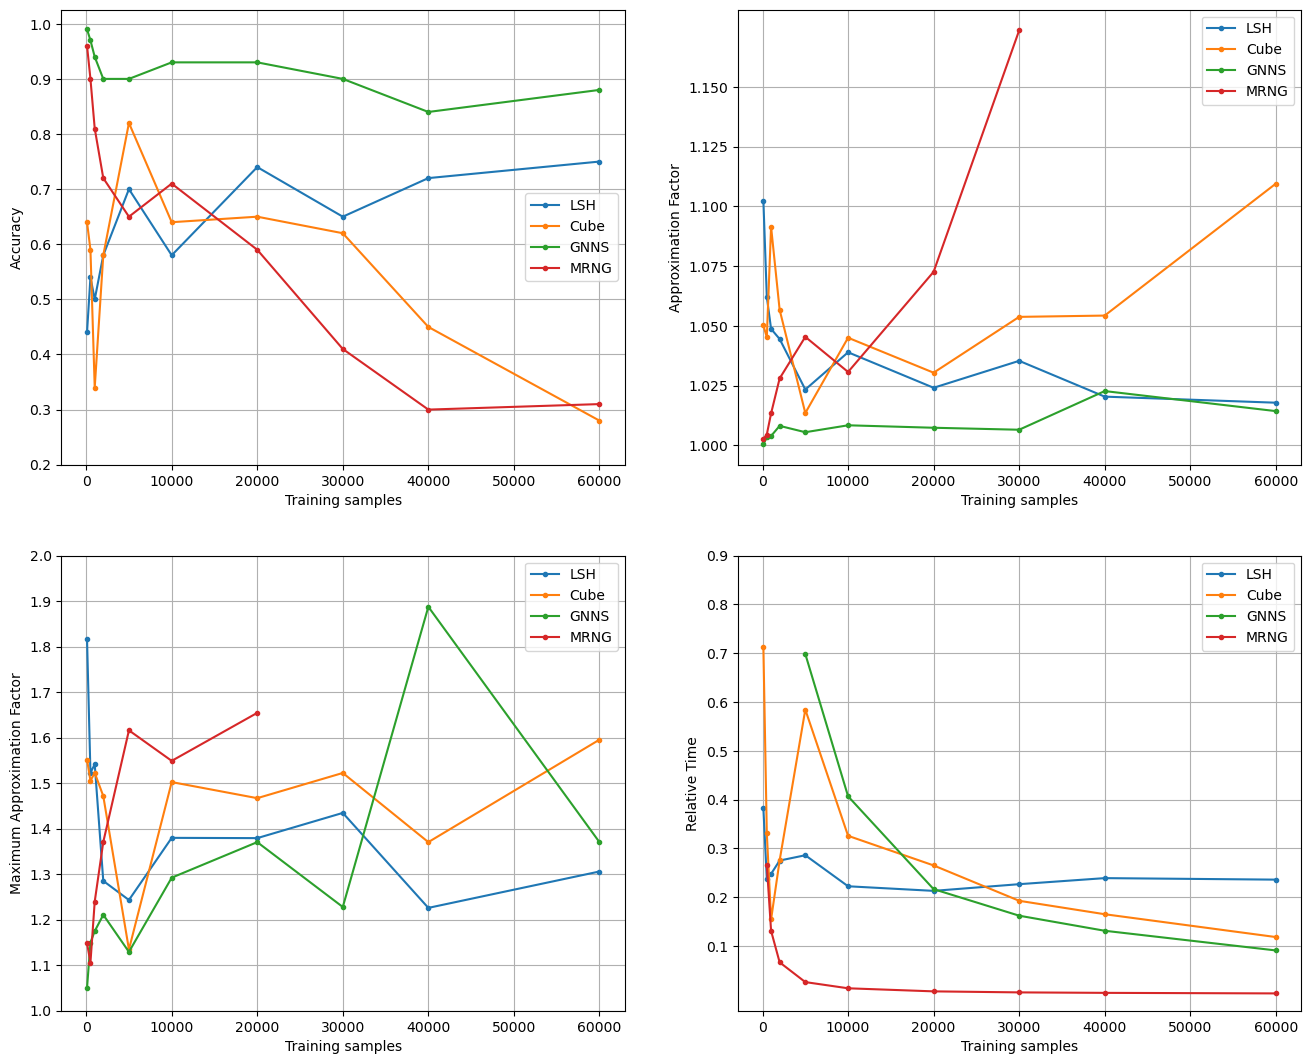 1.0
0.9
0.8
0.7
0.6
0.5
0.4
0.3
0.2
Accuracy
LSH
Cube
GNNS
MRNG
0 10000 20000 30000 40000 50000 60000
Training samples
1.150
1.125
1.100
1.075
1.050
1.025
1.000
Approximation Factor
LSH
Cube
GNNS
MRNG
0 10000 20000 30000 40000 50000 60000
Training samples
2.0
1.9
1.8
1.7
1.6
1.5
1.4
1.3
1.2
1.1
1.0
Maximum Approximation Factor
LSH
Cube
GNNS
MRNG
0 10000 20000 30000 40000 50000 60000
Training samples
0.9
0.8
0.7
0.6
0.5
0.4
0.3
0.2
0.1
Relative Time
LSH
Cube
GNNS
MRNG
0 10000 20000 30000 40000 50000 60000
Training samples